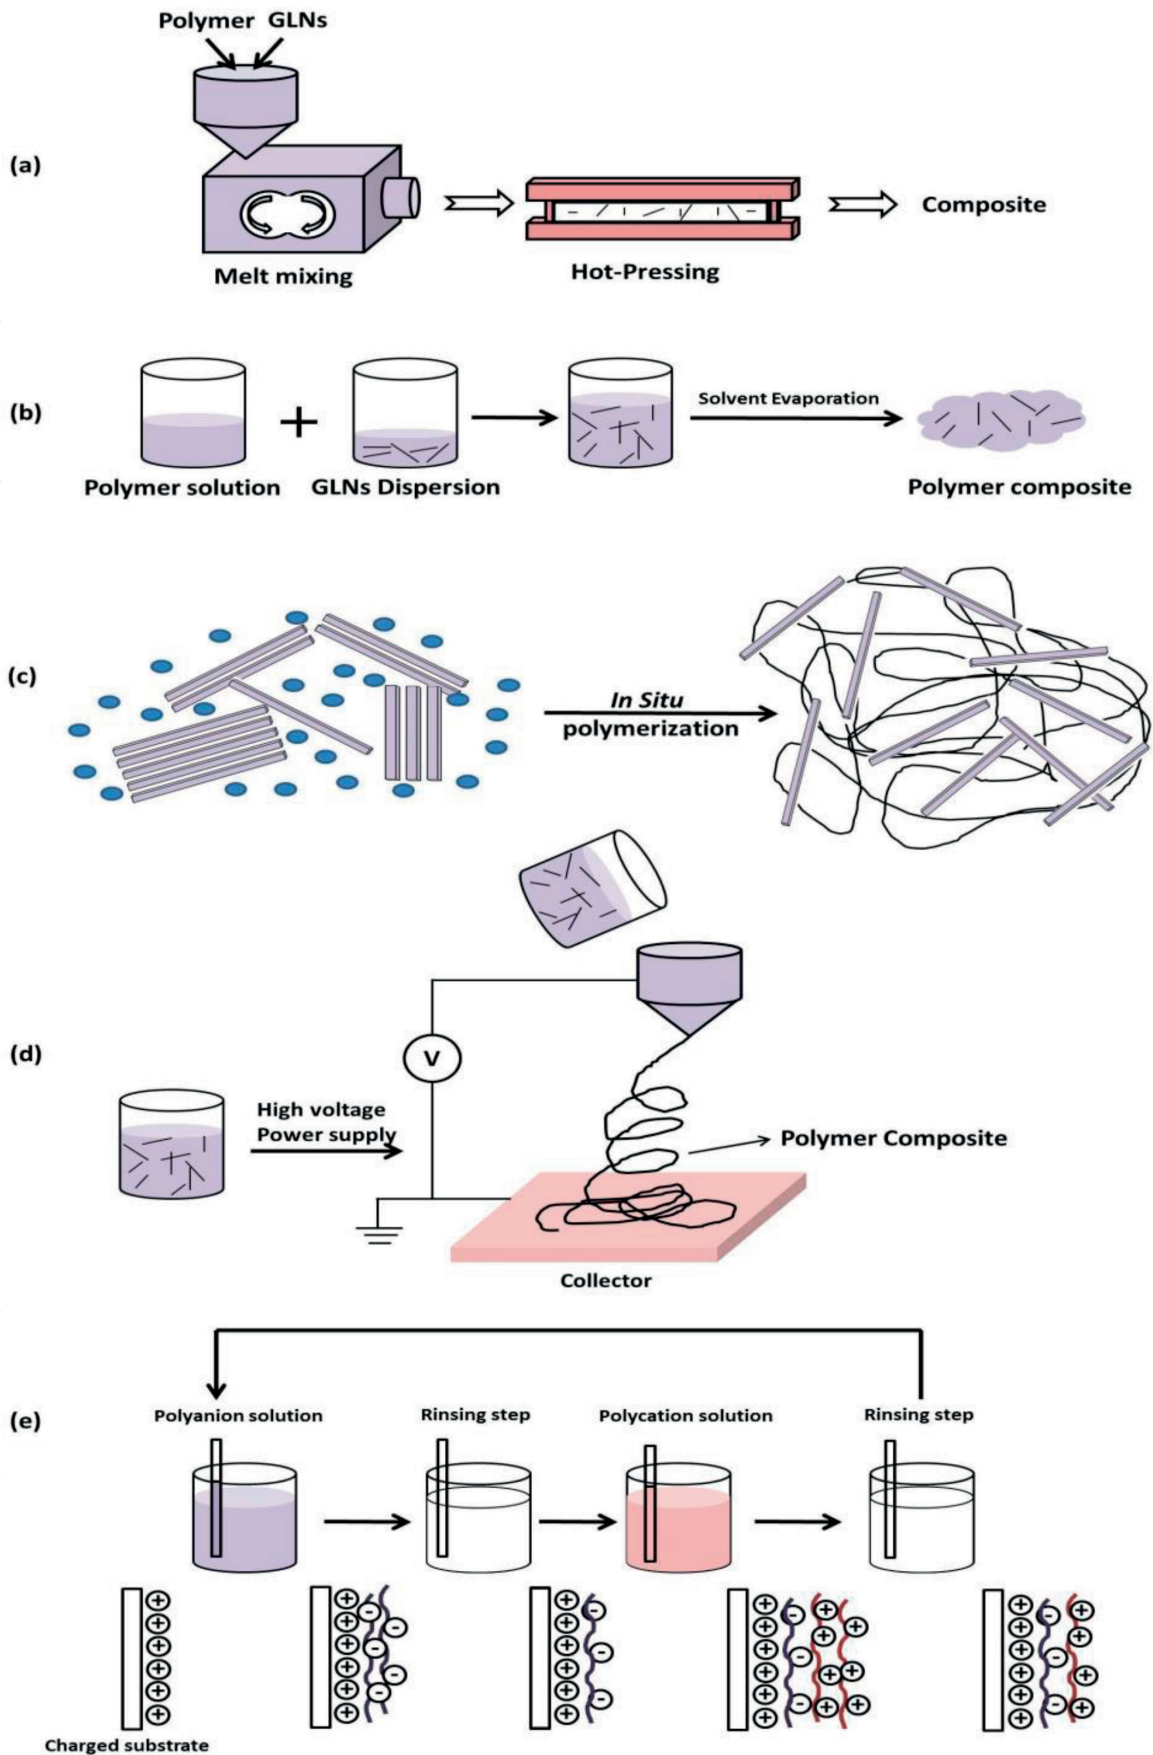 Polymer GLNs
(a)
Composite
Melt mixing
Hot-Pressing
(b)
Solvent Evaporation
Polymer solution
GLNs Dispersion
Polymer composite
(c)
In Situ
polymerization
(d)
V
High voltage
Power supply
Polymer Composite
Collector
(e)
Polyanion solution
Rinsing step
Polycation solution
Rinsing step
Charged substrate